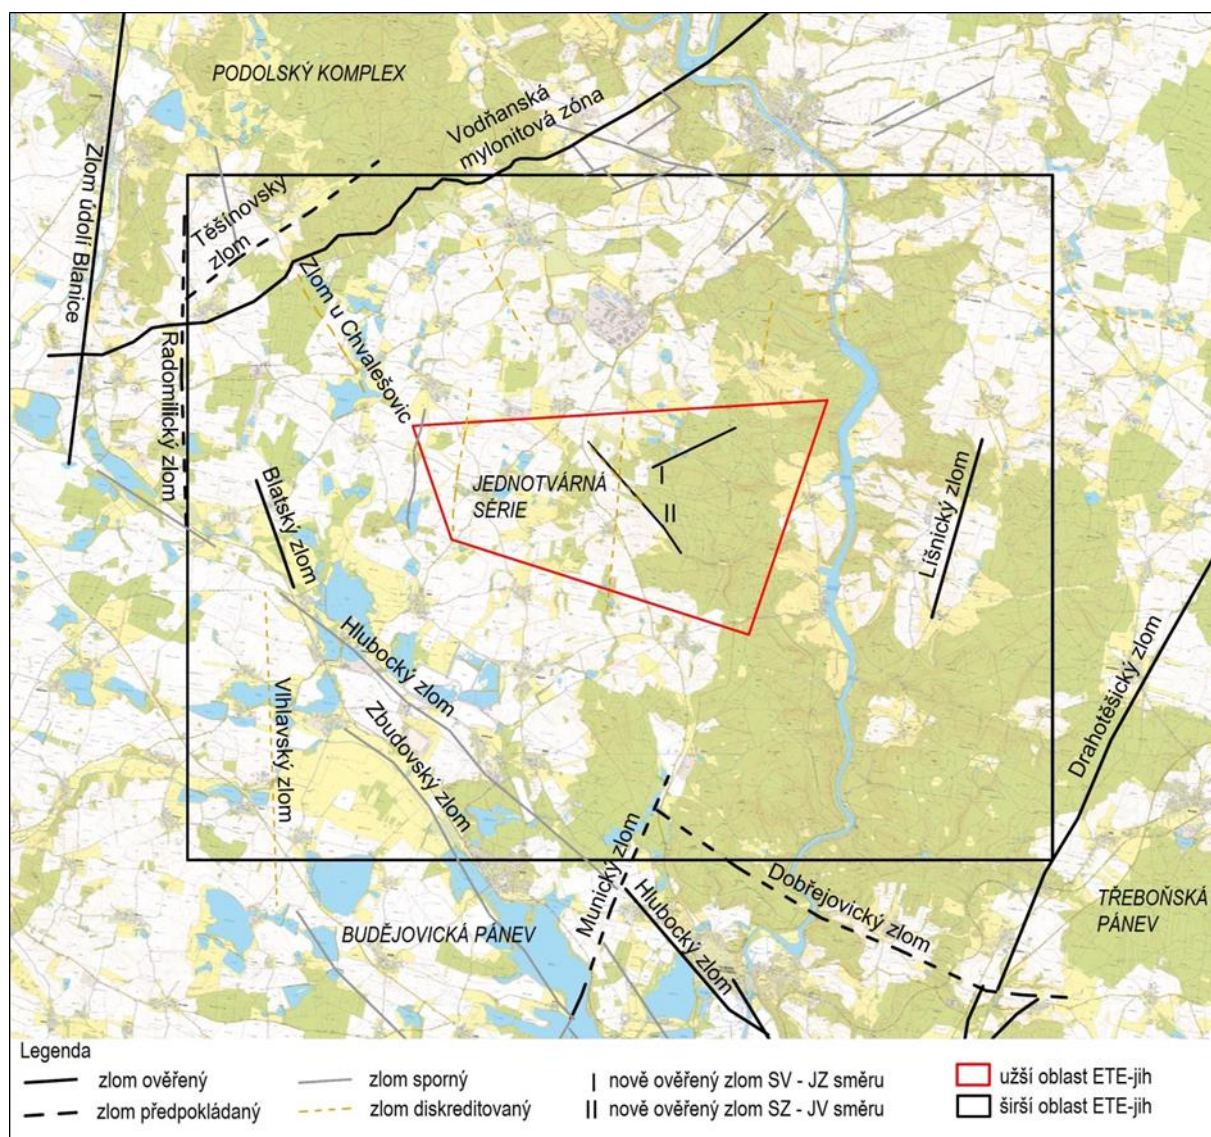 PODOLSKÝ KOMPLEX
Vodňanská
mylonitová zóna
Zlom údolí Blanice
Těšínovský
zlom
Zlom u Chvalešovic
Radomilický zlom
JEDNOTVÁRNÁ
SÉRIE
I
II
Blatský zlom
Líšnický zlom
Hlubocký zlom
Zbudovský zlom
Vlhlavský zlom
Drahotěšický zlom
Munický zlom
Hlubocký zlom
Dobřejovický zlom
BUDĚJOVICKÁ PÁNEV
TŘEBOŇSKÁ
PÁNEV
Legenda
zlom ověřený
zlom předpokládaný
zlom sporný
zlom diskreditovaný
I nově ověřený zlom SV - JZ směru
II nově ověřený zlom SZ - JV směru
užší oblast ETE-jih
širší oblast ETE-jih